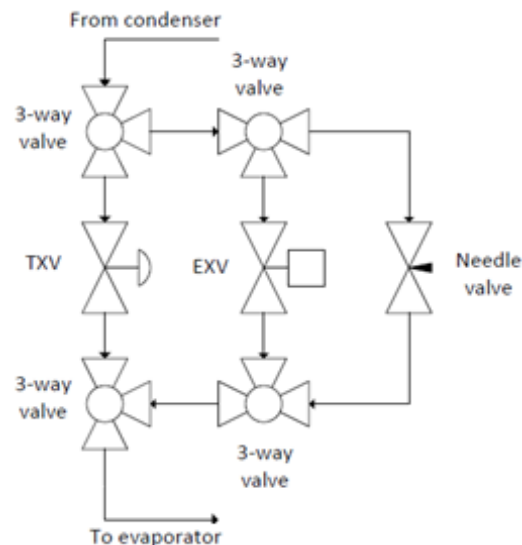 From condenser
3-way
valve
3-way
valve
TXV
EXV
Needle
valve
3-way
valve
3-way
valve
To evaporator